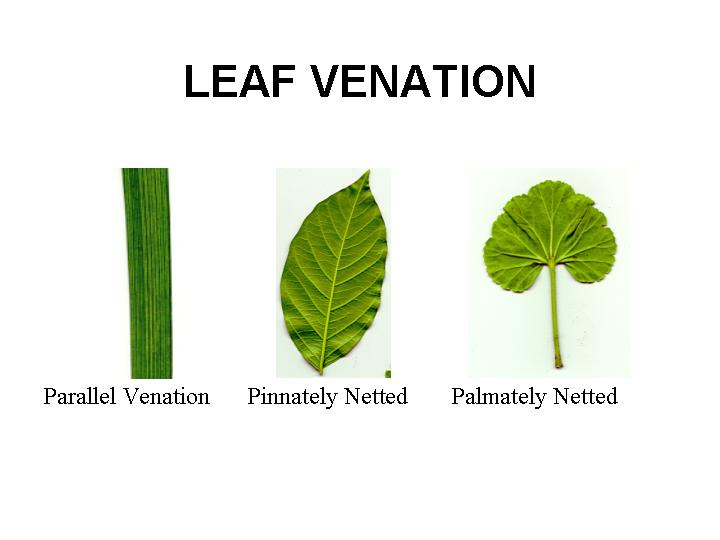 LEAF VENATION
Parallel Venation Pinnately Netted Palmately Netted